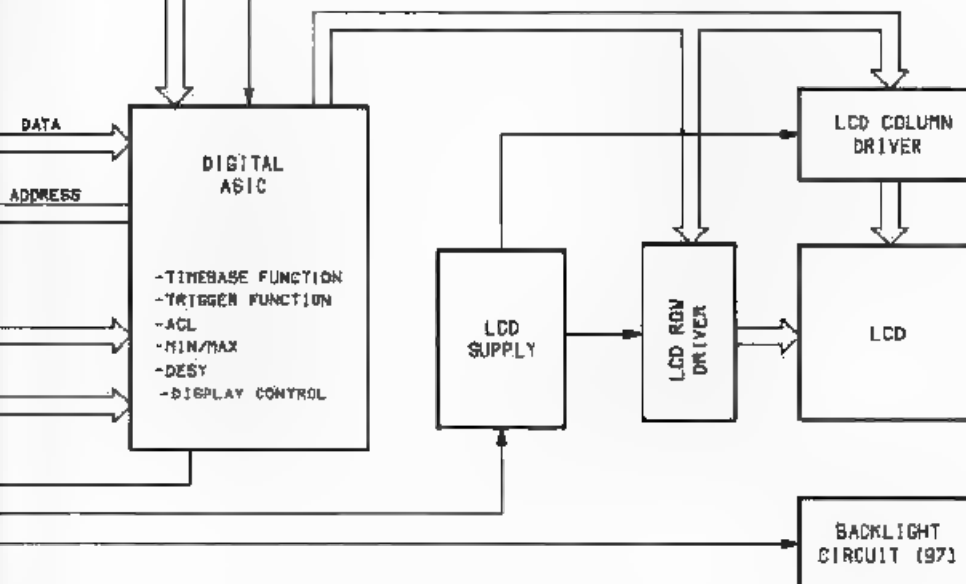 DATA
ADDRESS
DIGITAL
ASIC
-TIMEBASE FUNCTION
-TRIGGER FUNCTION
-ACL
-MIN/MAX
-DESY
-DISPLAY CONTROL
LCD
SUPPLY
LCD ROW
DRIVER
LCD COLUMN
DRIVER
LCD
BACKLIGHT
CIRCUIT (97)